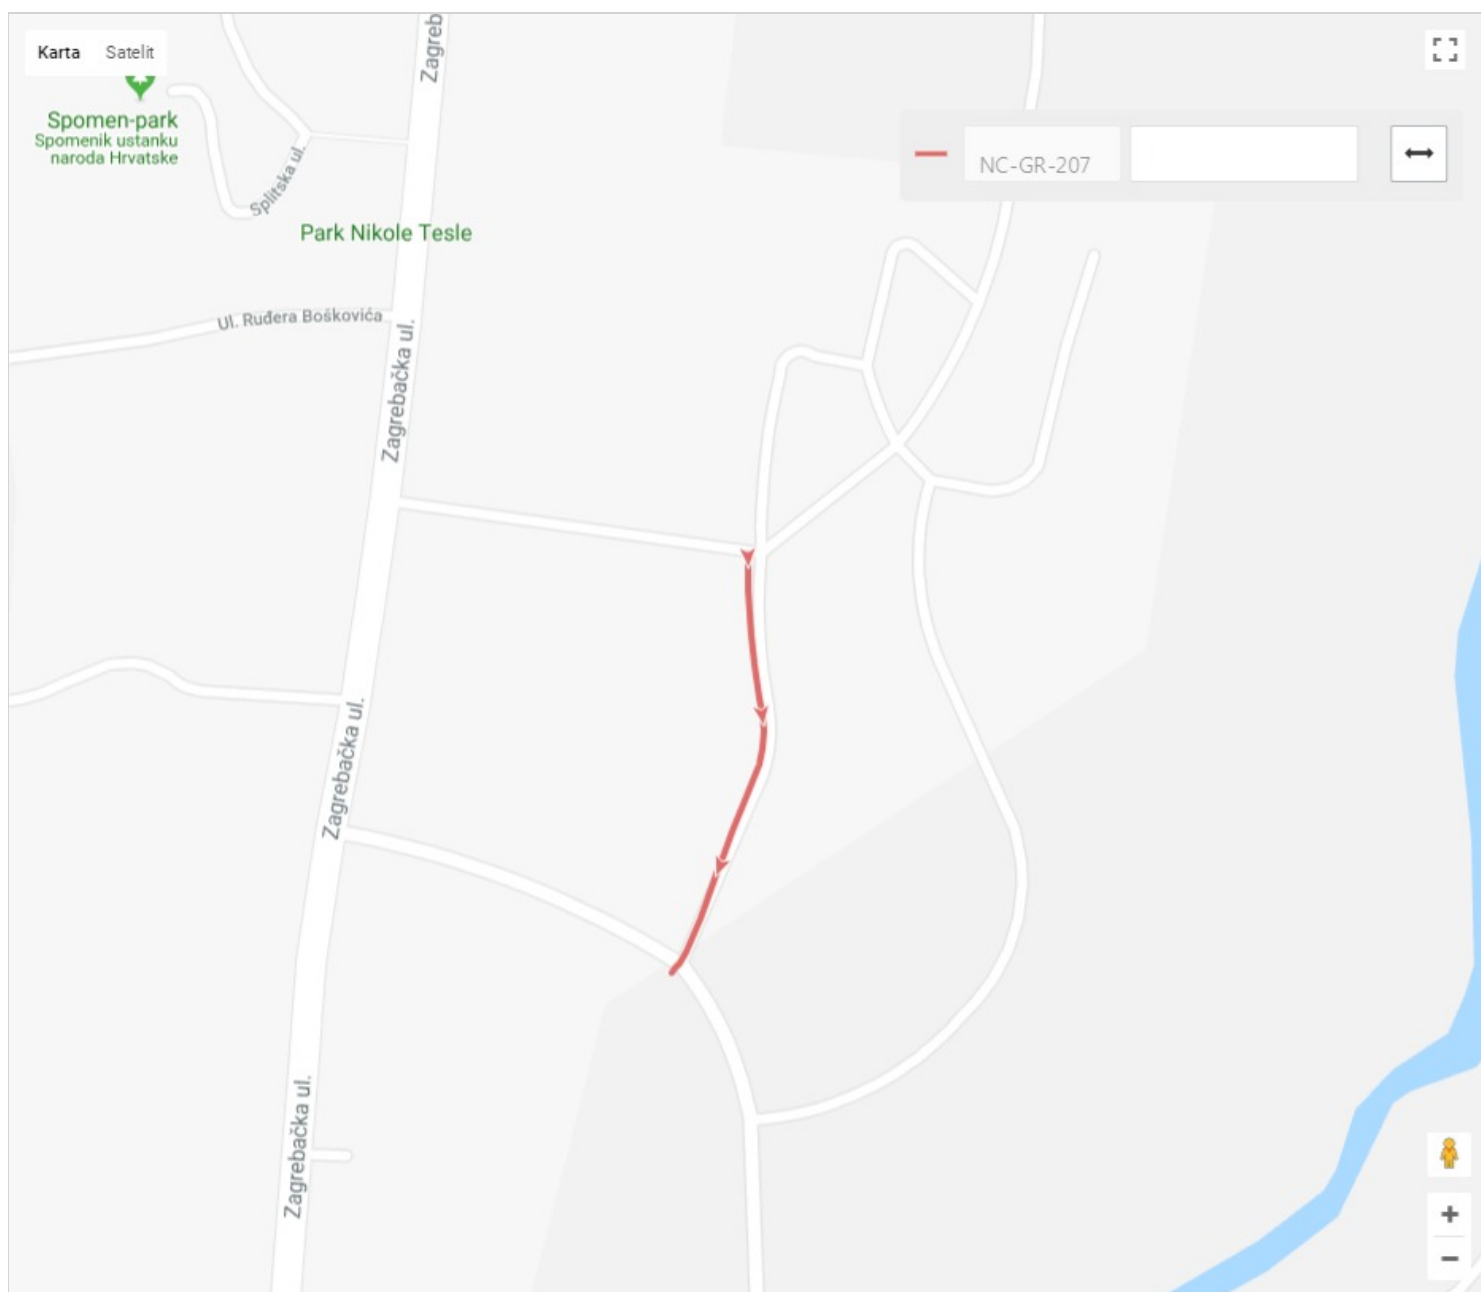 Karta Satelit
Zagreb
Spomen-park
Spomenik ustanku
naroda Hrvatske
NC-GR-207
Splitska ul.
Park Nikole Tesle
Ul. Ruđera Boškovića
Zagrebačka ul.
Zagrebačka ul.
Zagrebačka ul.